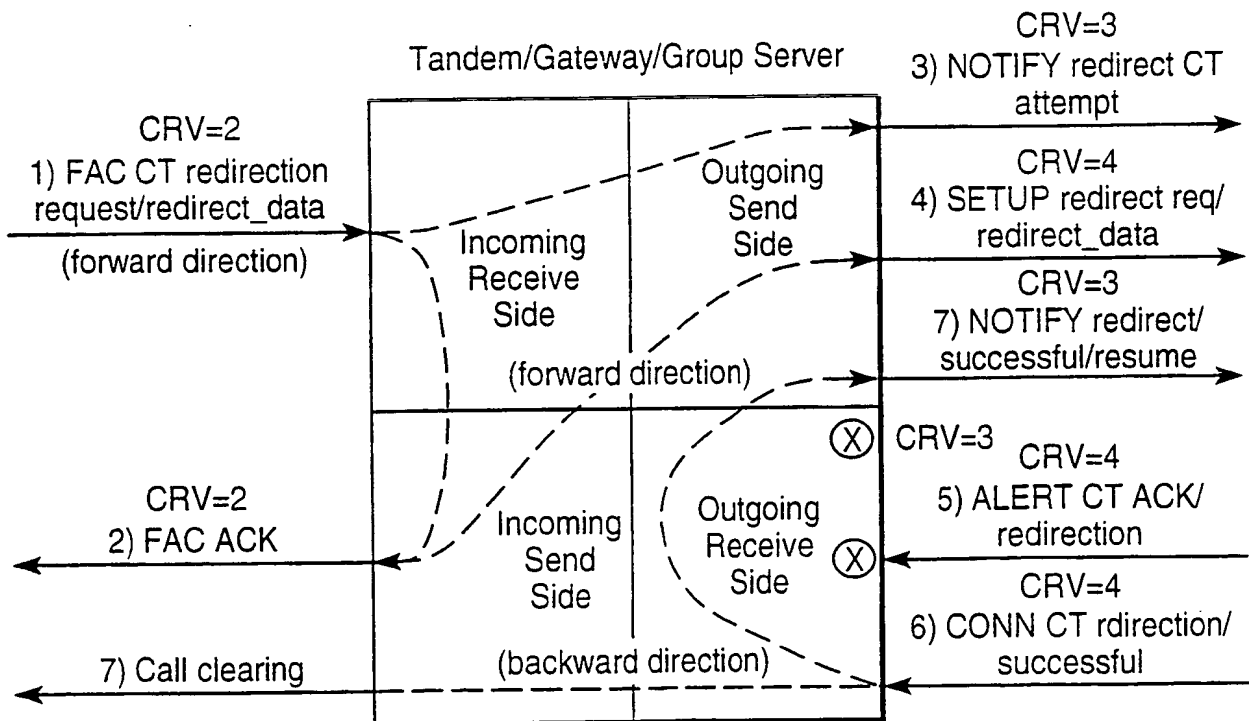 Tandem/Gateway/Group Server
CRV=2
1) FAC CT redirection
request/redirect_data
(forward direction)
Incoming
Receive
Side
Outgoing
Send
Side
(forward direction)
CRV=3
3) NOTIFY redirect CT
attempt
CRV=4
4) SETUP redirect req/
redirect_data
CRV=3
7) NOTIFY redirect/
successful/resume
CRV=2
2) FAC ACK
7) Call clearing
Incoming
Send
Side
Outgoing
Receive
Side
(backward direction)
X
CRV=3
X
CRV=4
5) ALERT CT ACK/
redirection
CRV=4
6) CONN CT rdirection/
successful